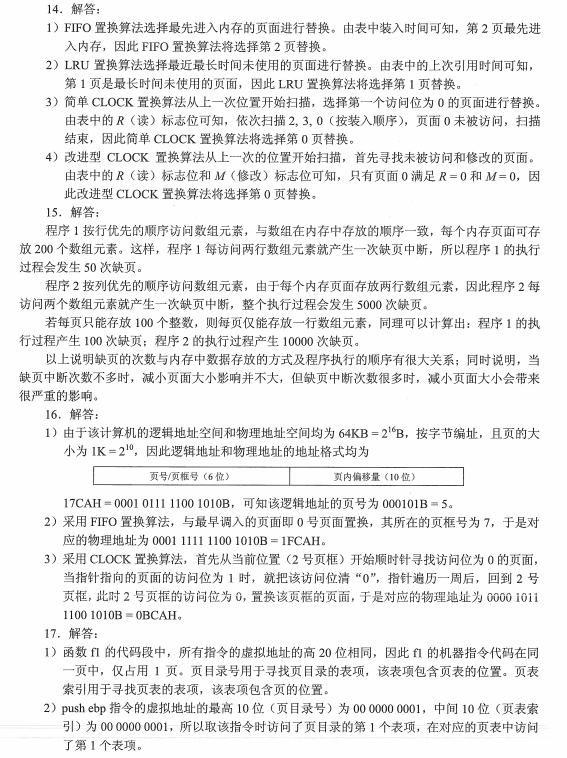 14. 解答：
1）FIFO 置换算法选择最先进入内存的页面进行替换。由表中装入时间可知，第 2 页最先进
入内存，因此 FIFO 置换算法将选择第 2 页替换。
2）LRU 置换算法选择最近最长时间未使用的页面进行替换。由表中的上次引用时间可知，
第 1 页是最长时间未使用的页面，因此 LRU 置换算法将选择第 1 页替换。
3）简单 CLOCK 置换算法从上一次位置开始扫描，选择第一个访问位为 0 的页面进行替换。
由表中的 R（读）标志位可知，依次扫描 2, 3, 0（按装入顺序），页面 0 未被访问，扫描
结束，因此简单 CLOCK 置换算法将选择第 0 页替换。
4）改进型 CLOCK 置换算法从上一次的位置开始扫描，首先寻找未被访问和修改的页面。
由表中的 R（读）标志位和 M（修改）标志位可知，只有页面 0 满足 R = 0 和 M = 0，因
此改进型 CLOCK 置换算法将选择第 0 页替换。
15. 解答：
程序 1 按行优先的顺序访问数组元素，与数组在内存中存放的顺序一致，每个内存页面可存
放 200 个数组元素。这样，程序 1 每访问两行数组元素就产生一次缺页中断，所以程序 1 的执行
过程会发生 50 次缺页。
程序 2 按列优先的顺序访问数组元素，由于每个内存页面存放两行数组元素，因此程序 2 每
访问两个数组元素就产生一次缺页中断，整个执行过程会发生 5000 次缺页。
若每页只能存放 100 个整数，则每页仅能存放一行数组元素，同理可以计算出：程序 1 的执
行过程产生 100 次缺页；程序 2 的执行过程产生 10000 次缺页。
以上说明缺页的次数与内存中数据存放的方式及程序执行的顺序有很大关系；同时说明，当
缺页中断次数不多时，减小页面大小影响并不大，但缺页中断次数很多时，减小页面大小会带来
很严重的影响。
16. 解答：
1）由于该计算机的逻辑地址空间和物理地址空间均为 64KB = 2¹⁶B，按字节编址，且页的大
小为 1K = 2¹⁰，因此逻辑地址和物理地址的地址格式均为
页号/页框号（6 位） 页内偏移量（10 位）
17CAH = 0001 0111 1100 1010B，可知该逻辑地址的页号为 000101B = 5。
2）采用 FIFO 置换算法，与最早调入的页面即 0 号页面置换，其所在的页框号为 7，于是对
应的物理地址为 0001 1111 1100 1010B = 1FCAH。
3）采用 CLOCK 置换算法，首先从当前位置（2 号页框）开始顺时针寻找访问位为 0 的页面，
当指针指向的页面的访问位为 1 时，就把该访问位清“0”，指针遍历一周后，回到 2 号
页框，此时 2 号页框的访问位为 0，置换该页框的页面，于是对应的物理地址为 0000 1011
1100 1010B = 0BCAH。
17. 解答：
1）函数 f1 的代码段中，所有指令的虚拟地址的高 20 位相同，因此 f1 的机器指令代码在同
一页中，仅占用 1 页。页目录号用于寻找页目录的表项，该表项包含页表的位置。页表
索引用于寻找页表的表项，该表项包含页的位置。
2）push ebp 指令的虚拟地址的最高 10 位（页目录号）为 00 0000 0001，中间 10 位（页表索
引）为 00 0000 0001，所以取该指令时访问了页目录的第 1 个表项，在对应的页表中访问
了第 1 个表项。